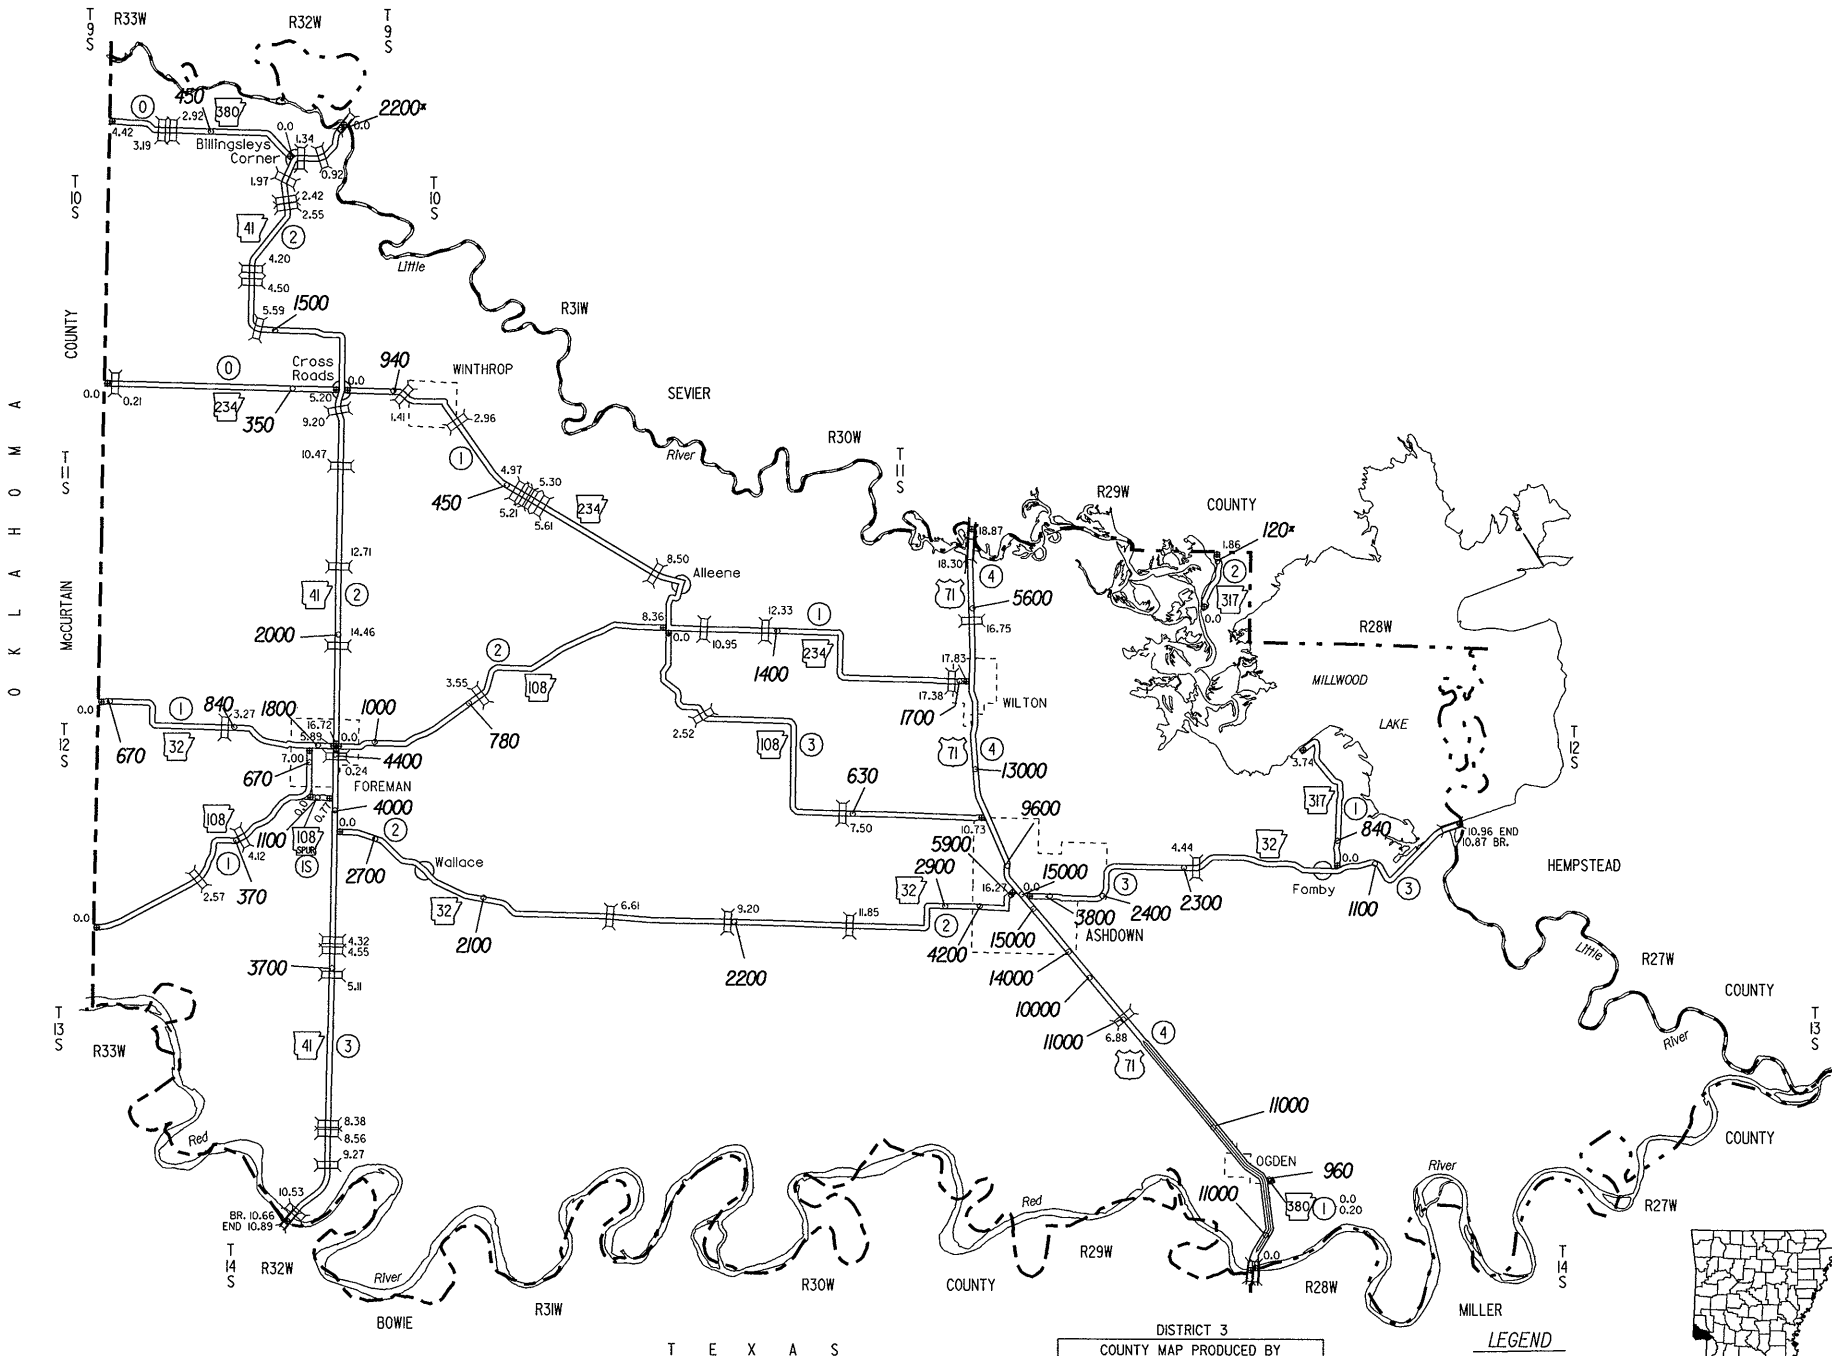 T
9
S
R33W
R32W
T
9
S
0
450
2.92
380
2200*
0.0
0.0
4.42
3.19
Billingsleys
Corner
1.34
0.92
1.97
2.42
2.55
T
10
S
T
10
S
41
2
4.20
4.50
Little
5.59
1500
R31W
COUNTY
Cross
Roads
0
0.0
940
WINTHROP
0.0
0.21
234
350
5.20
9.20
1.41
2.96
SEVIER
OKLAHOMA
10.47
1
4.97
450
5.30
5.21
5.61
234
River
R30W
T
11
S
T
11
S
R29W
COUNTY
12.71
8.50
Alleene
18.87
18.30
4
1.86
120*
2
317
0.0
McCURTAIN
41
2
71
5600
2000
14.46
8.36
0.0
12.33
1
10.95
1400
234
16.75
R28W
2
3.55
108
17.83
17.38
1700
WILTON
MILLWOOD
LAKE
0.0
1
840
3.27
1800
16.72
5.89
0.0
1000
780
670
32
T
12
S
7.00
4400
0.24
670
FOREMAN
2.52
108
3
71
4
13000
3.74
T
12
S
4000
0.0
0.77
108
1100
108
SPUR
1S
0.0
2
630
7.50
10.73
9600
317
1
840
10.96 END
10.87 BR.
1
4.12
370
2.57
2700
Wallace
5900
2900
15000
4.44
32
0.0
HEMPSTEAD
0.0
32
2100
6.61
9.20
11.85
32
2
16.27
0.0
3
2300
Fomby
1100
3
3800
2400
ASHDOWN
4200
15000
2200
4.32
4.55
3700
5.11
14000
10000
Little
R27W
COUNTY
T
13
S
R33W
41
3
11000
6.88
4
71
River
T
13
S
8.38
8.56
9.27
11000
Red
COUNTY
10.53
BR. 10.66
END 10.89
OGDEN
960
11000
380
1
0.0
0.20
River
R27W
T
14
S
R32W
River
R31W
R30W
COUNTY
Red
R29W
0.0
R28W
T
14
S
BOWIE
MILLER
TEXAS
DISTRICT 3
COUNTY MAP PRODUCED BY
LEGEND